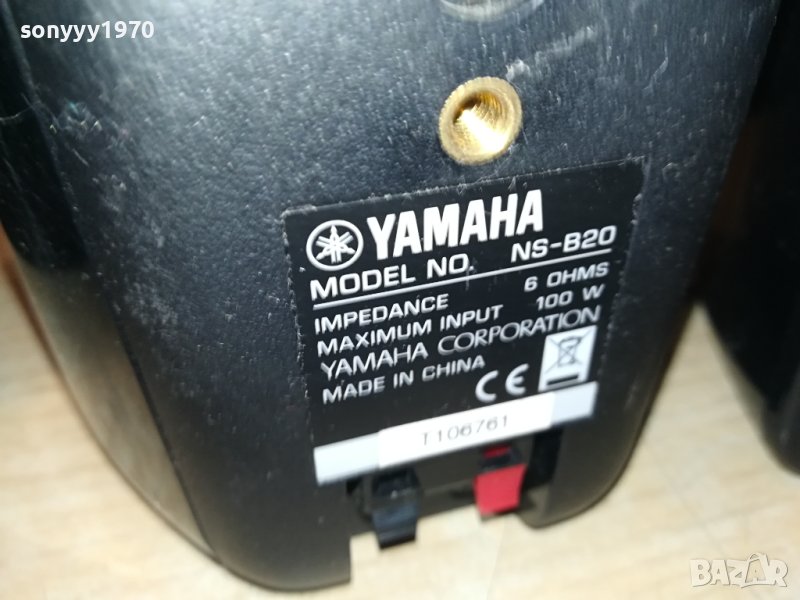 sonyyy1970
YAMAHA
MODEL NO. NS-B20
IMPEDANCE 6 OHMS
MAXIMUM INPUT 100 W
YAMAHA CORPORATION
MADE IN CHINA
CE
T106761
BAZAR